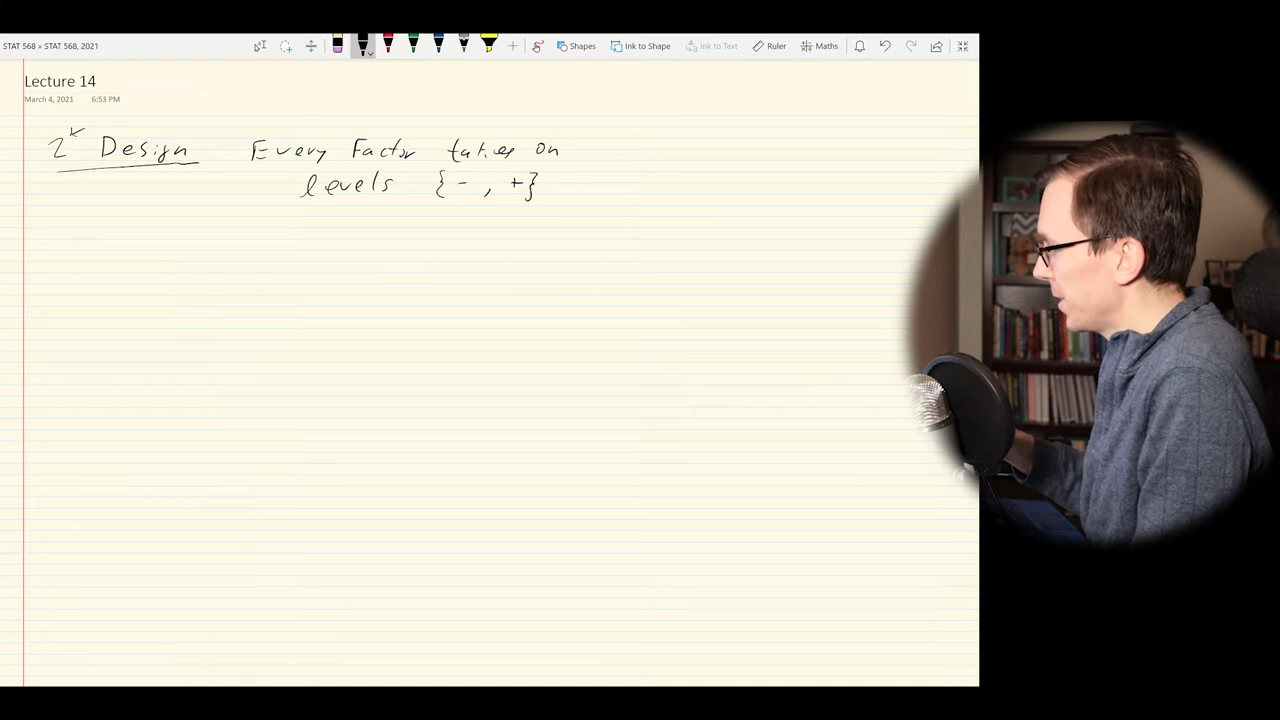 STAT 568 » STAT 568, 2021
Shapes
Ink to Shape
Ink to Text
Ruler
Maths
Lecture 14
March 4, 2021 6:53 PM
2^k Design Every Factor takes on
levels {-, +}